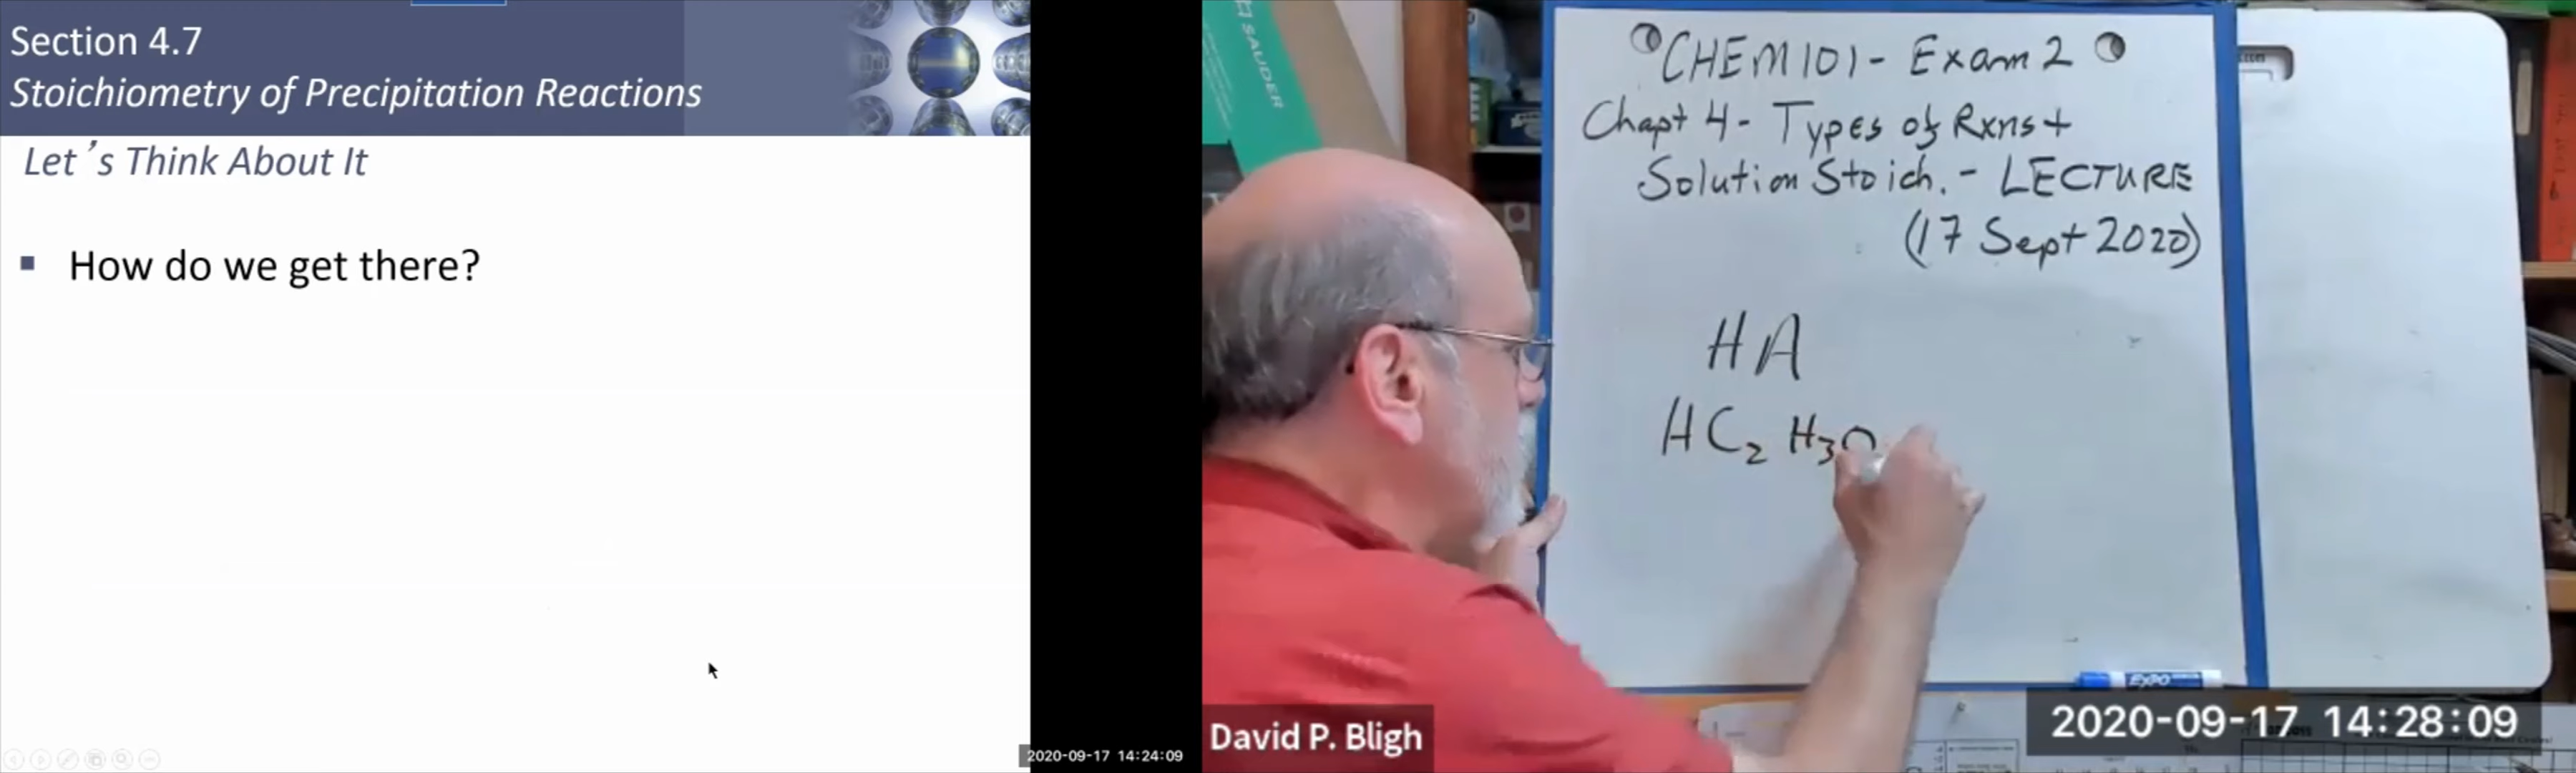 Section 4.7
Stoichiometry of Precipitation Reactions
Let's Think About It
▪ How do we get there?
2020-09-17 14:24:09
SAUDER
CHEM 101 - Exam 2
Chapt 4 - Types of Rxns +
Solution Stoich. - LECTURE
(17 Sept 2020)
HA
HC₂H₃O
EXPO
David P. Bligh
2020-09-17 14:28:09